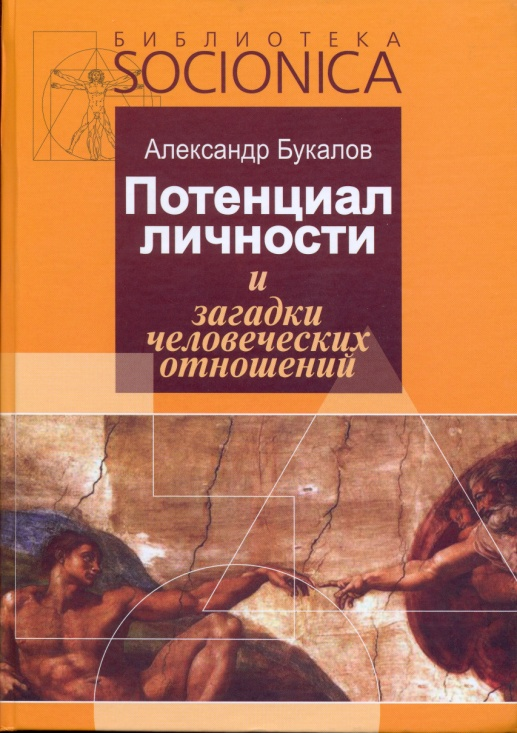 БИБЛИОТЕКА
SOCIONICA
Александр Букалов
Потенциал
личности
и
загадки
человеческих
отношений